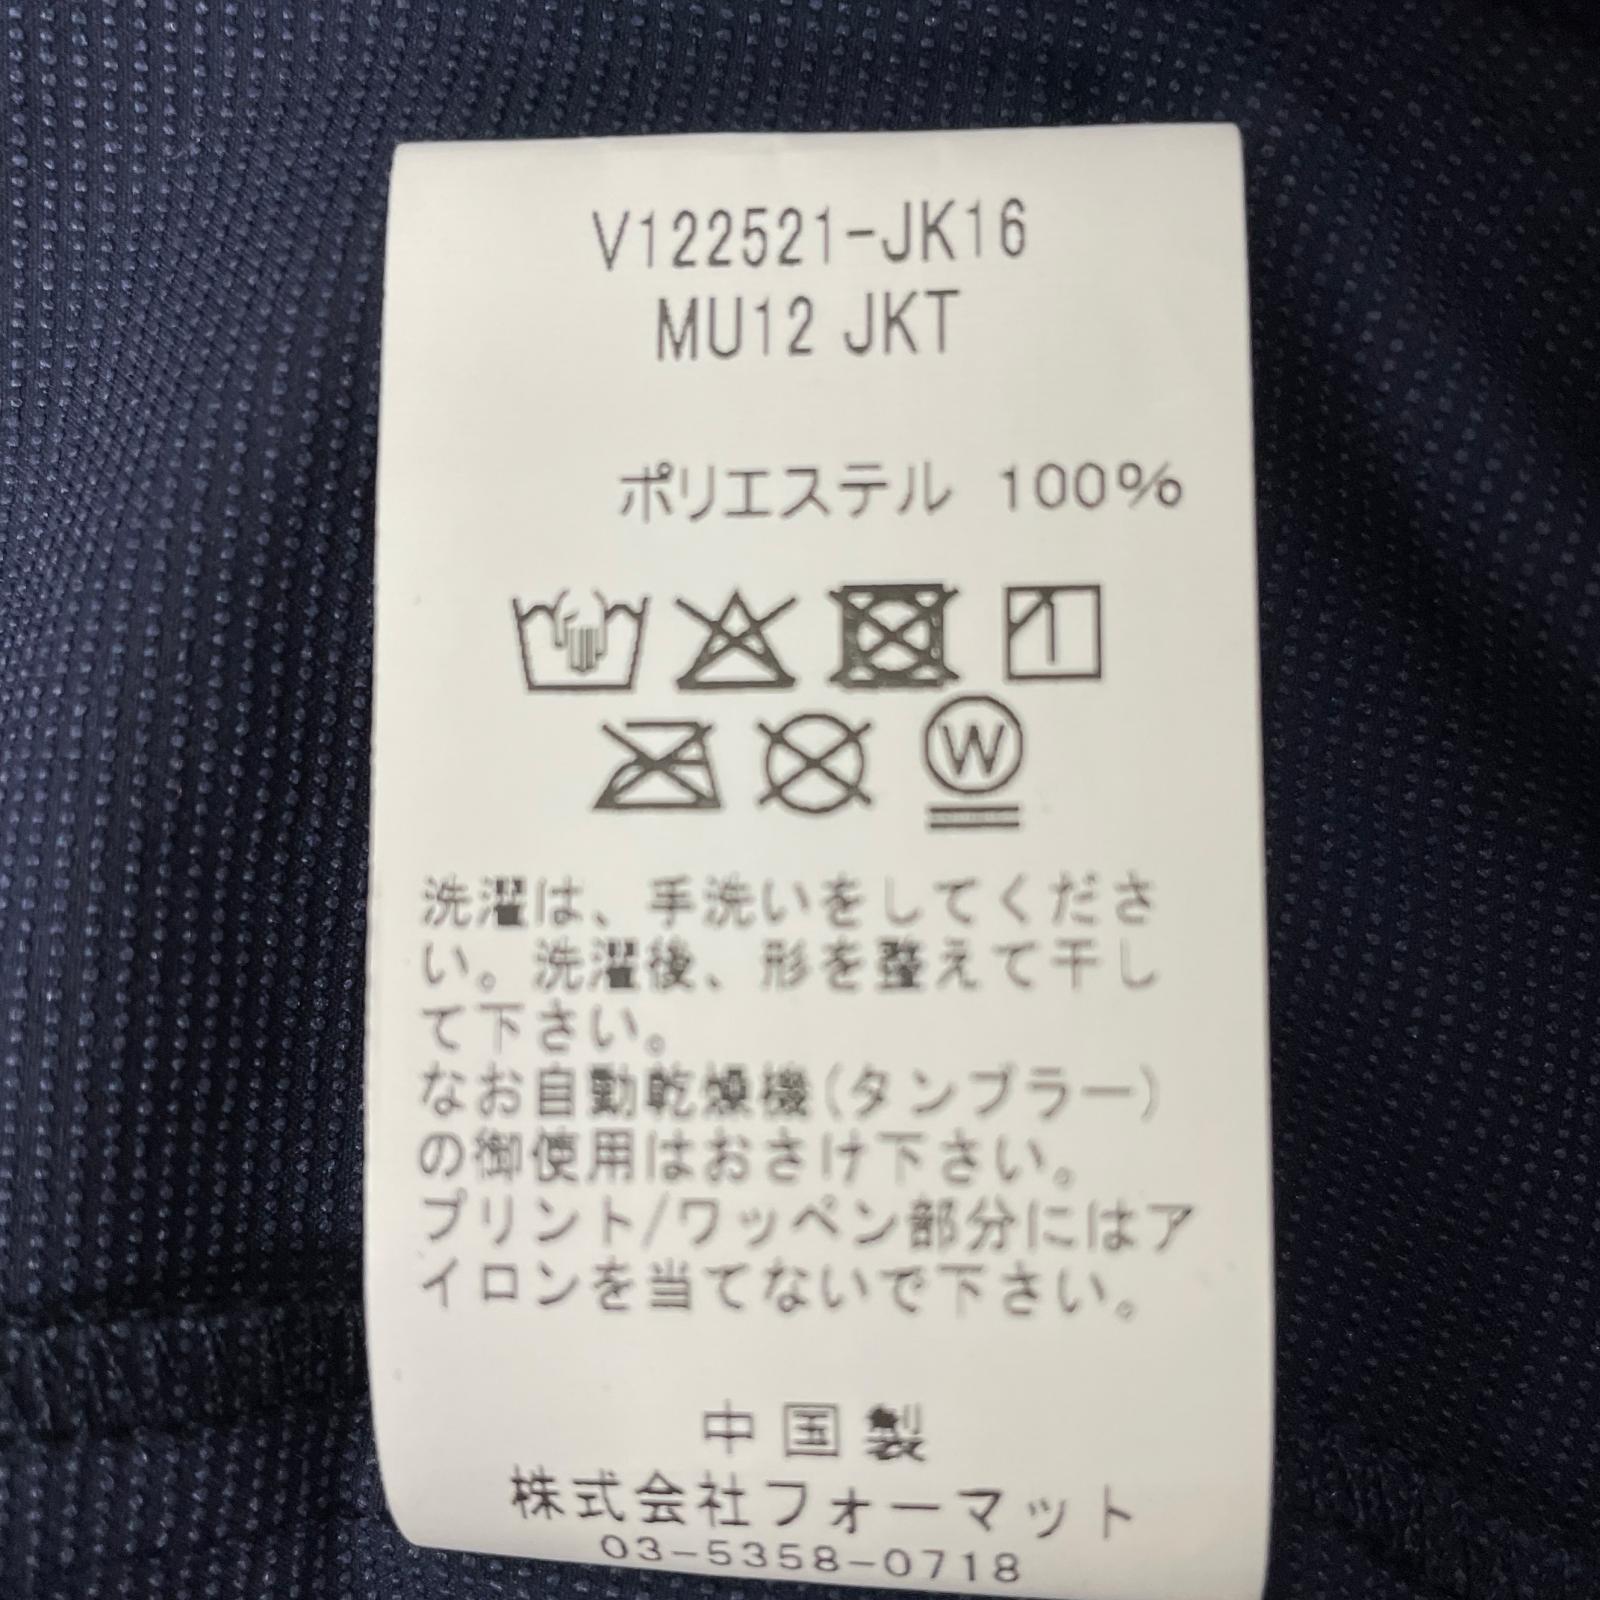 V122521-JK16
MU12 JKT
ポリエステル 100%
W
洗濯は、手洗いをしてくださ
い。洗濯後、形を整えて干し
て下さい。
なお自動乾燥機(タンブラー)
の御使用はおさけ下さい。
プリント/ワッペン部分にはア
イロンを当てないで下さい。
中国製
株式会社フォーマット
03-5358-0718